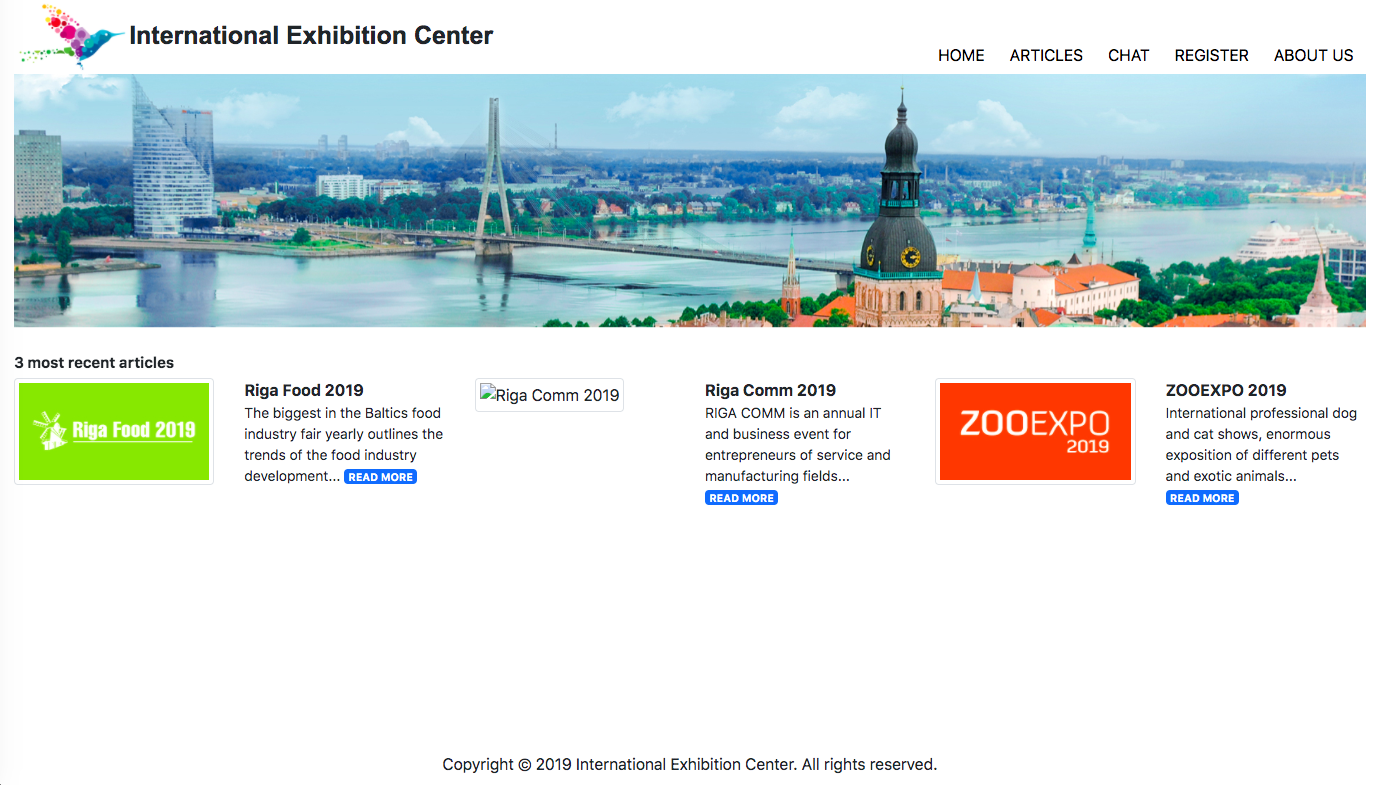 International Exhibition Center
HOME ARTICLES CHAT REGISTER ABOUT US
3 most recent articles
Riga Food 2019
Riga Food 2019
The biggest in the Baltics food
industry fair yearly outlines the
trends of the food industry
development... READ MORE
Riga Comm 2019
Riga Comm 2019
RIGA COMM is an annual IT
and business event for
entrepreneurs of service and
manufacturing fields...
READ MORE
ZOOEXPO
2019
ZOOEXPO 2019
International professional dog
and cat shows, enormous
exposition of different pets
and exotic animals...
READ MORE
Copyright © 2019 International Exhibition Center. All rights reserved.